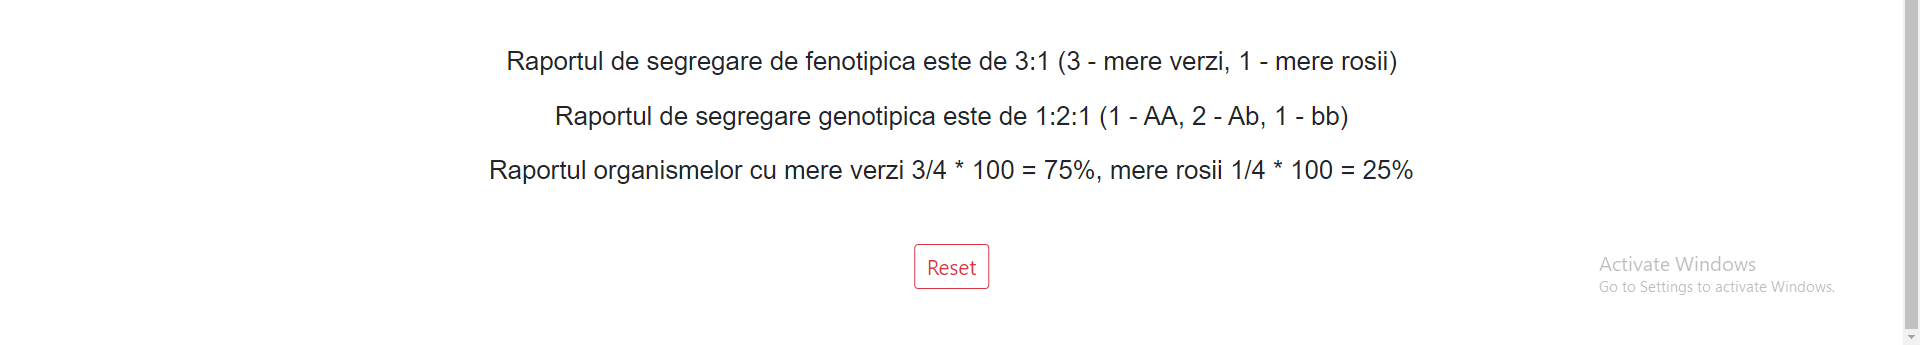 Raportul de segregare de fenotipica este de 3:1 (3 - mere verzi, 1 - mere rosii)
Raportul de segregare genotipica este de 1:2:1 (1 - AA, 2 - Ab, 1 - bb)
Raportul organismelor cu mere verzi 3/4 * 100 = 75%, mere rosii 1/4 * 100 = 25%
Reset
Activate Windows
Go to Settings to activate Windows.